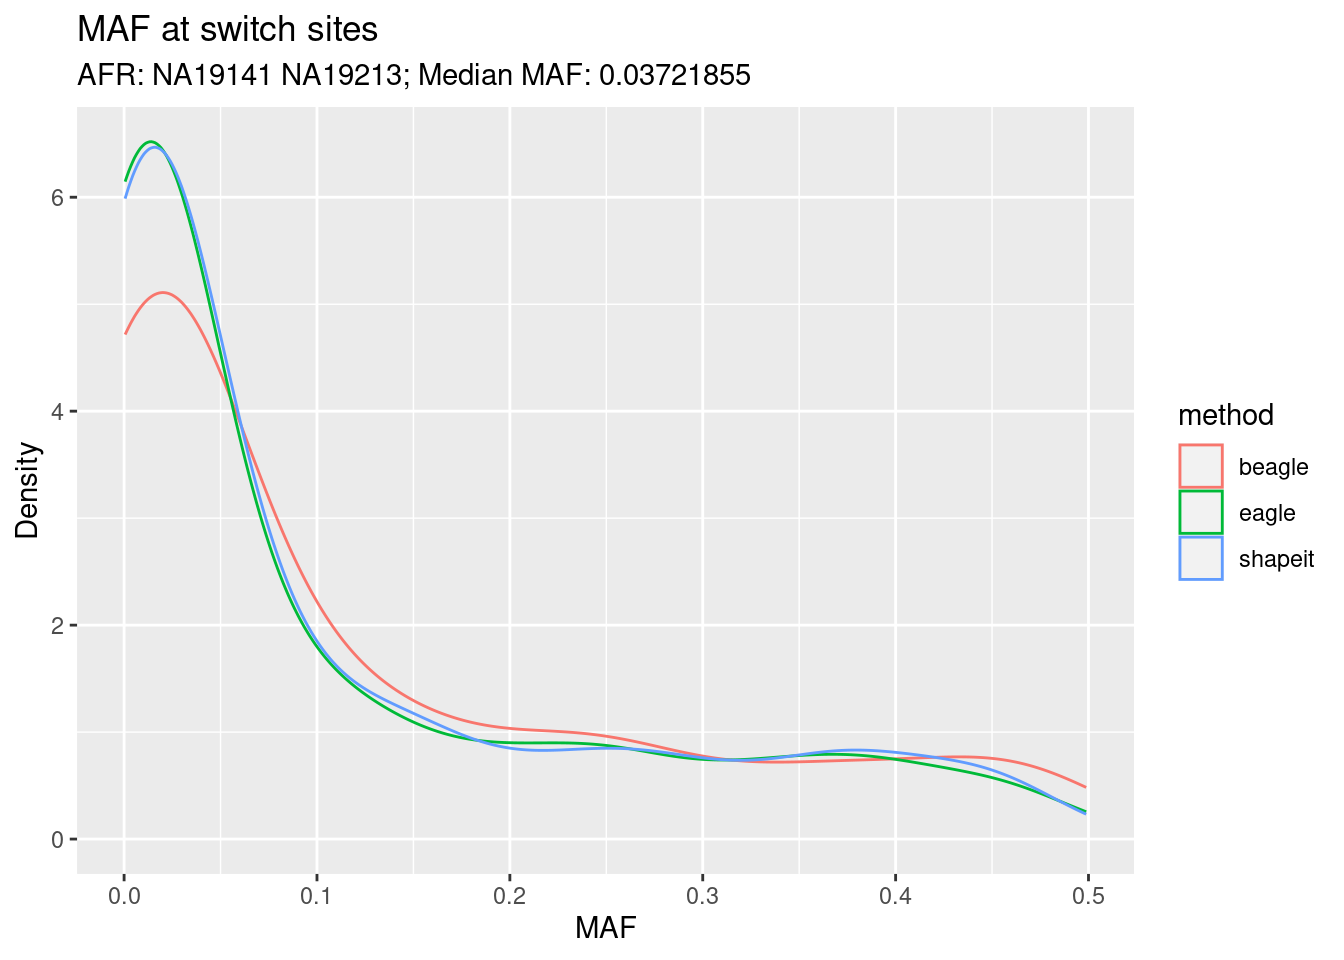 MAF at switch sites
AFR: NA19141 NA19213; Median MAF: 0.03721855
6
4
2
0
Density
0.0 0.1 0.2 0.3 0.4 0.5
MAF
method
beagle
eagle
shapeit